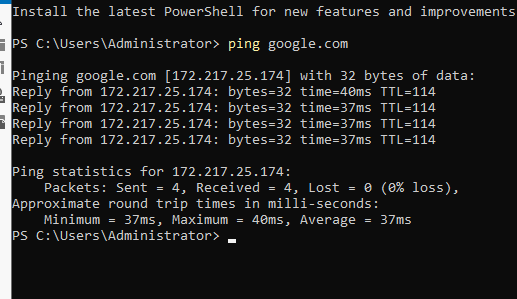 Install the latest PowerShell for new features and improvements
PS C:\Users\Administrator> ping google.com
Pinging google.com [172.217.25.174] with 32 bytes of data:
Reply from 172.217.25.174: bytes=32 time=40ms TTL=114
Reply from 172.217.25.174: bytes=32 time=37ms TTL=114
Reply from 172.217.25.174: bytes=32 time=37ms TTL=114
Reply from 172.217.25.174: bytes=32 time=37ms TTL=114
Ping statistics for 172.217.25.174:
    Packets: Sent = 4, Received = 4, Lost = 0 (0% loss),
Approximate round trip times in milli-seconds:
    Minimum = 37ms, Maximum = 40ms, Average = 37ms
PS C:\Users\Administrator>